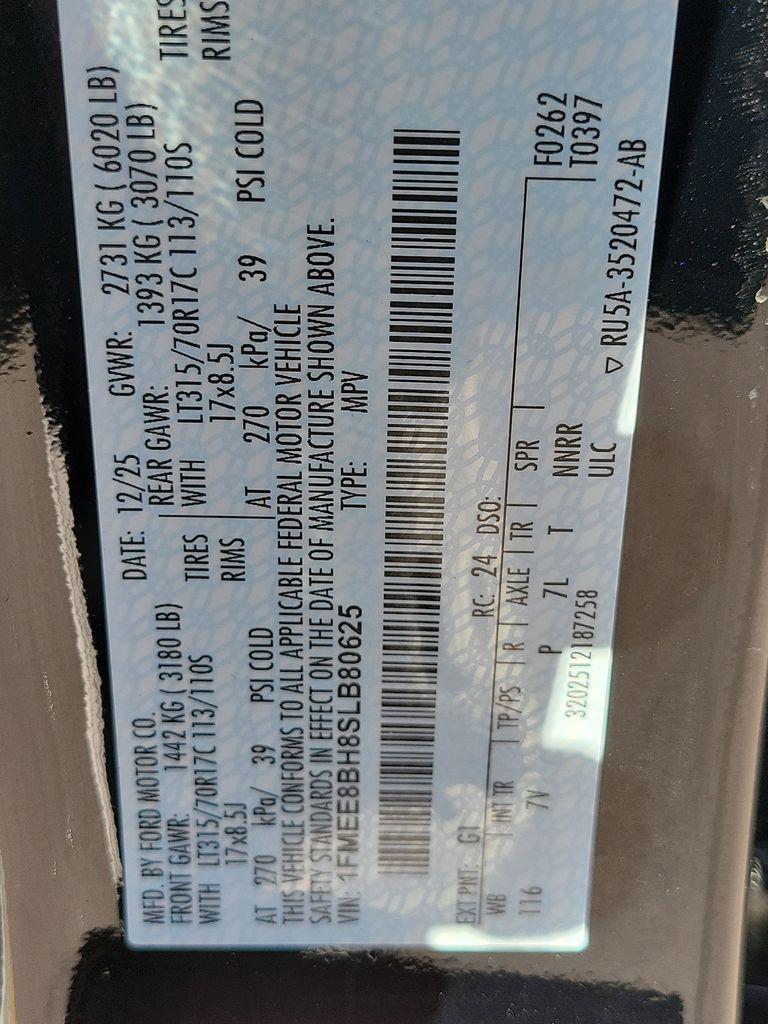 MFD. BY FORD MOTOR CO.
DATE: 12/25 GVWR: 2731 KG ( 6020 LB)
FRONT GAWR: 1442 KG ( 3180 LB)
REAR GAWR: 1393 KG ( 3070 LB)
WITH LT315/70R17C 113/110S TIRES
WITH LT315/70R17C 113/110S TIRES
17x8.5J RIMS
17x8.5J RIMS
AT 270 kPa/ 39 PSI COLD
AT 270 kPa/ 39 PSI COLD
THIS VEHICLE CONFORMS TO ALL APPLICABLE FEDERAL MOTOR VEHICLE
SAFETY STANDARDS IN EFFECT ON THE DATE OF MANUFACTURE SHOWN ABOVE.
VIN: 1FMEE8BH8SLB80625 TYPE: MPV
EXT PNT: G1 RC: 24 DSO:
WB INT TR TP/PS R AXLE TR SPR F0262
T0397
116 7V P 7L T NNRR
ULC
3202512187258 ▽ RU5A-3520472-AB